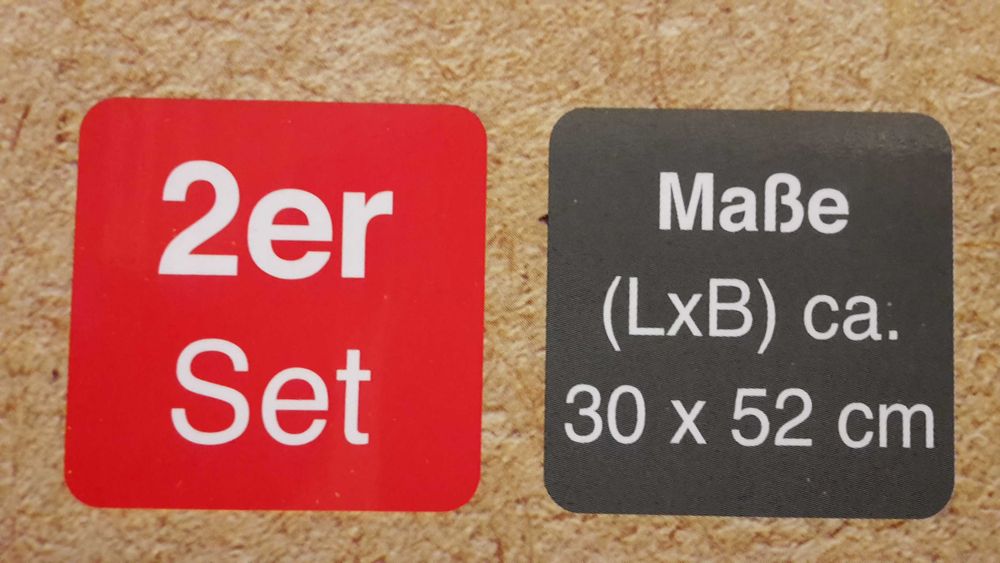 2er
Set
Maße
(LxB) ca.
30 x 52 cm